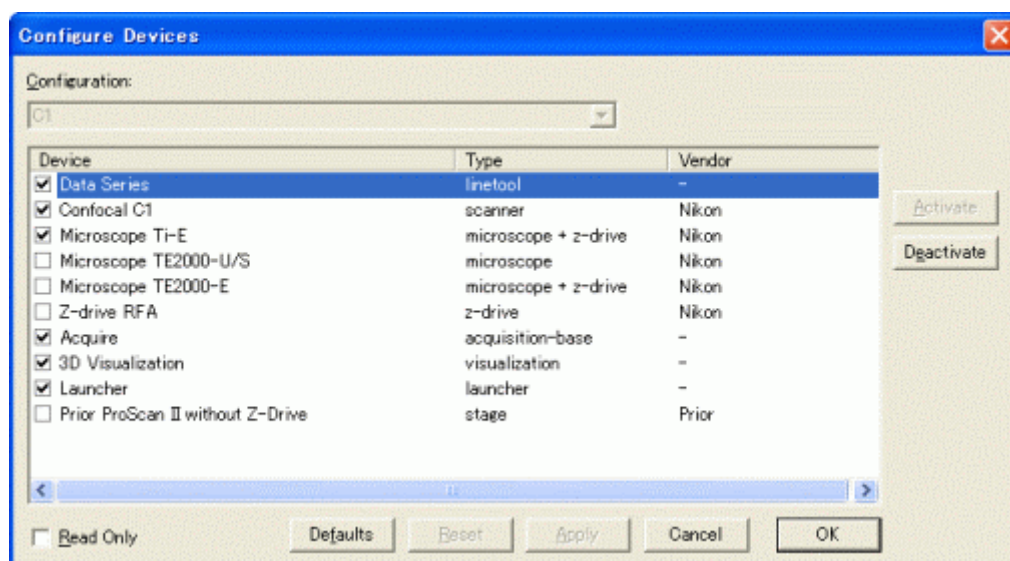 Configure Devices
Configuration:
C1
Device Type Vendor
Data Series linetool -
Confocal C1 scanner Nikon
Microscope Ti-E microscope + z-drive Nikon
Microscope TE2000-U/S microscope Nikon
Microscope TE2000-E microscope + z-drive Nikon
Z-drive RFA z-drive Nikon
Acquire acquisition-base -
3D Visualization visualization -
Launcher launcher -
Prior ProScan II without Z-Drive stage Prior
Activate
Deactivate
Read Only Defaults Reset Apply Cancel OK